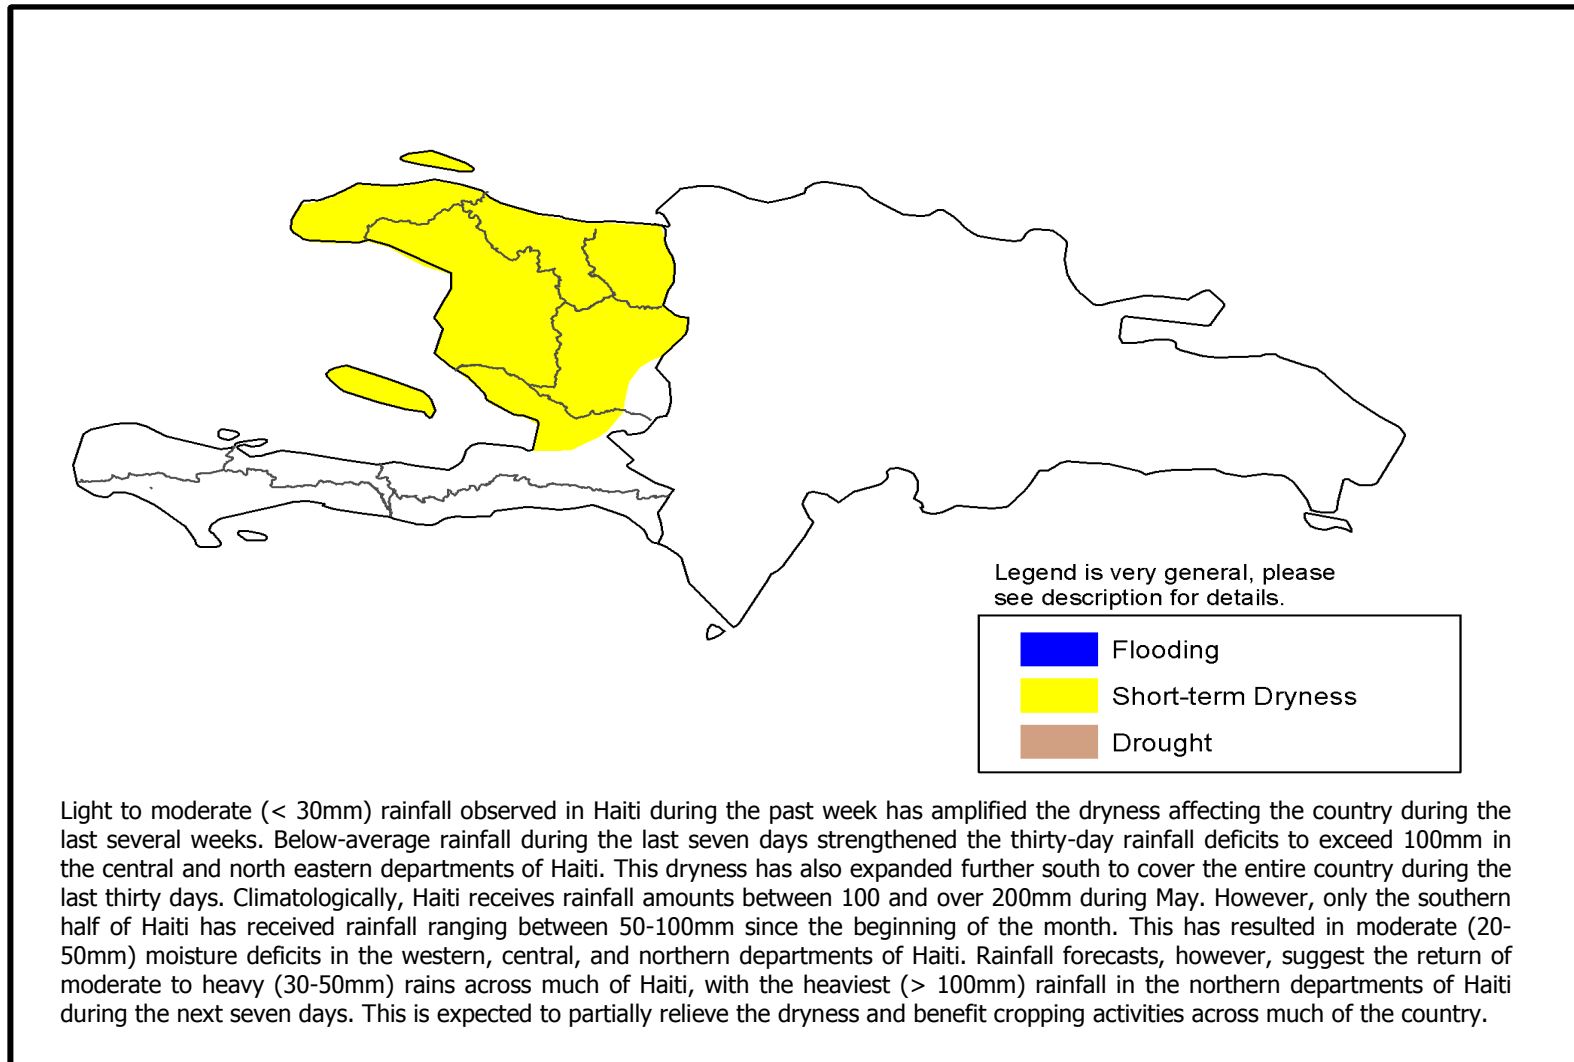 Legend is very general, please
see description for details.
Flooding
Short-term Dryness
Drought
Light to moderate (< 30mm) rainfall observed in Haiti during the past week has amplified the dryness affecting the country during the
last several weeks. Below-average rainfall during the last seven days strengthened the thirty-day rainfall deficits to exceed 100mm in
the central and north eastern departments of Haiti. This dryness has also expanded further south to cover the entire country during the
last thirty days. Climatologically, Haiti receives rainfall amounts between 100 and over 200mm during May. However, only the southern
half of Haiti has received rainfall ranging between 50-100mm since the beginning of the month. This has resulted in moderate (20-
50mm) moisture deficits in the western, central, and northern departments of Haiti. Rainfall forecasts, however, suggest the return of
moderate to heavy (30-50mm) rains across much of Haiti, with the heaviest (> 100mm) rainfall in the northern departments of Haiti
during the next seven days. This is expected to partially relieve the dryness and benefit cropping activities across much of the country.